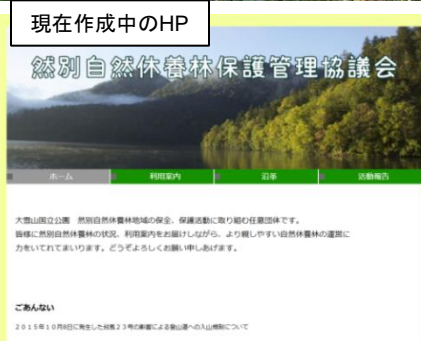 現在作成中のHP
然別自然休養林保護管理協議会
ホーム 利用案内 沿革 活動報告
大雪山国立公園 然別自然休養林地域の保全、保護活動に取り組む任意団体です。
皆様に然別自然休養林の状況、利用案内をお届けしながら、より親しみやすい自然休養林の運営に
力をいれてまいります。どうぞよろしくお願い申しあげます。
ごあんない
2015年10月8日に発生した台風23号の影響による登山道への入山規制について